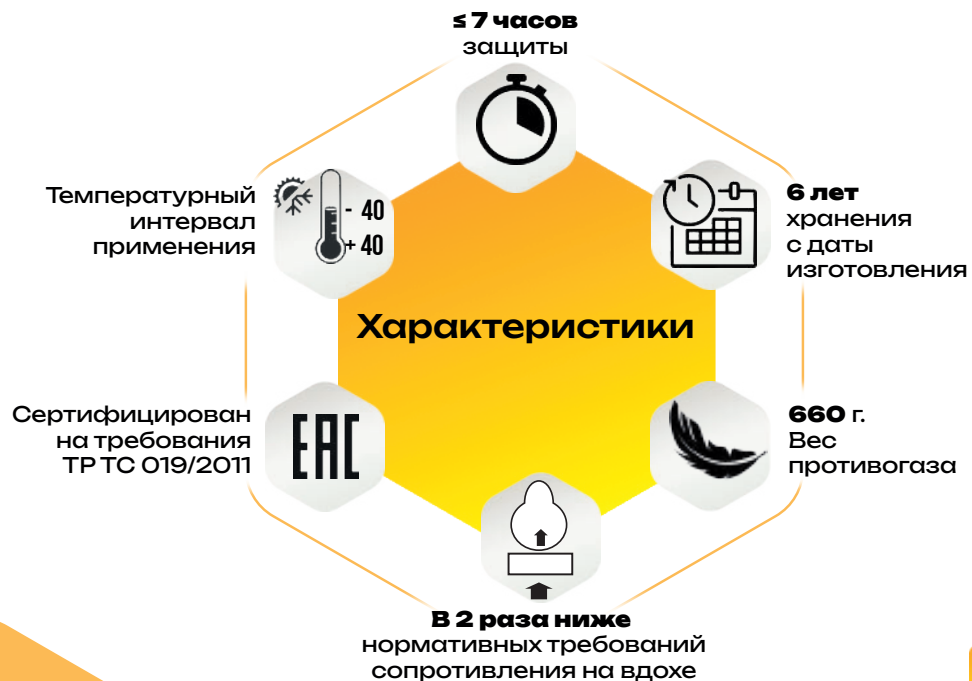 ≤ 7 часов
защиты
Температурный
интервал
применения
- 40
+ 40
6 лет
хранения
с даты
изготовления
Характеристики
Сертифицирован
на требования
ТР ТС 019/2011
EAC
660 г.
Вес
противогаза
В 2 раза ниже
нормативных требований
сопротивления на вдохе